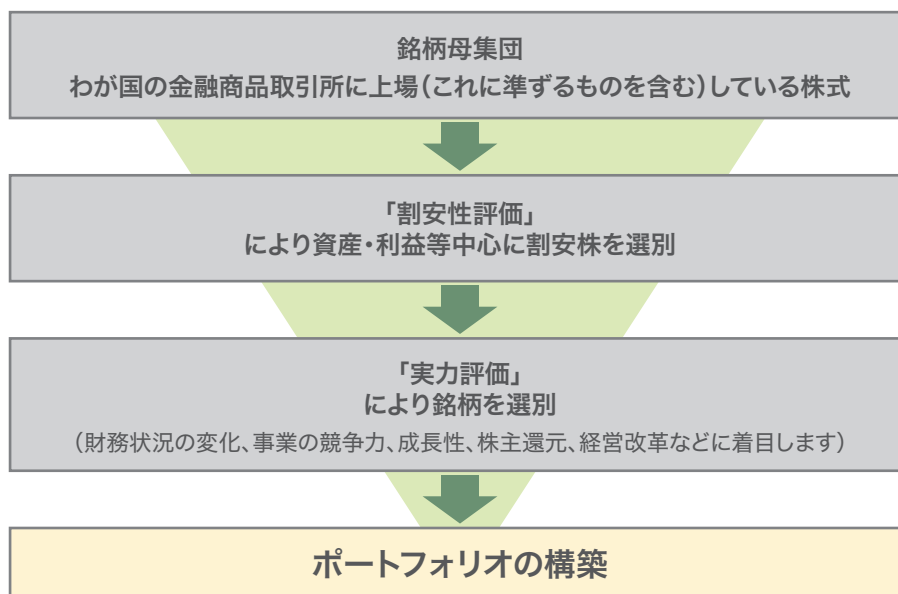 銘柄母集団
わが国の金融商品取引所に上場(これに準ずるものを含む)している株式
「割安性評価」
により資産・利益等中心に割安株を選別
「実力評価」
により銘柄を選別
(財務状況の変化、事業の競争力、成長性、株主還元、経営改革などに着目します)
ポートフォリオの構築